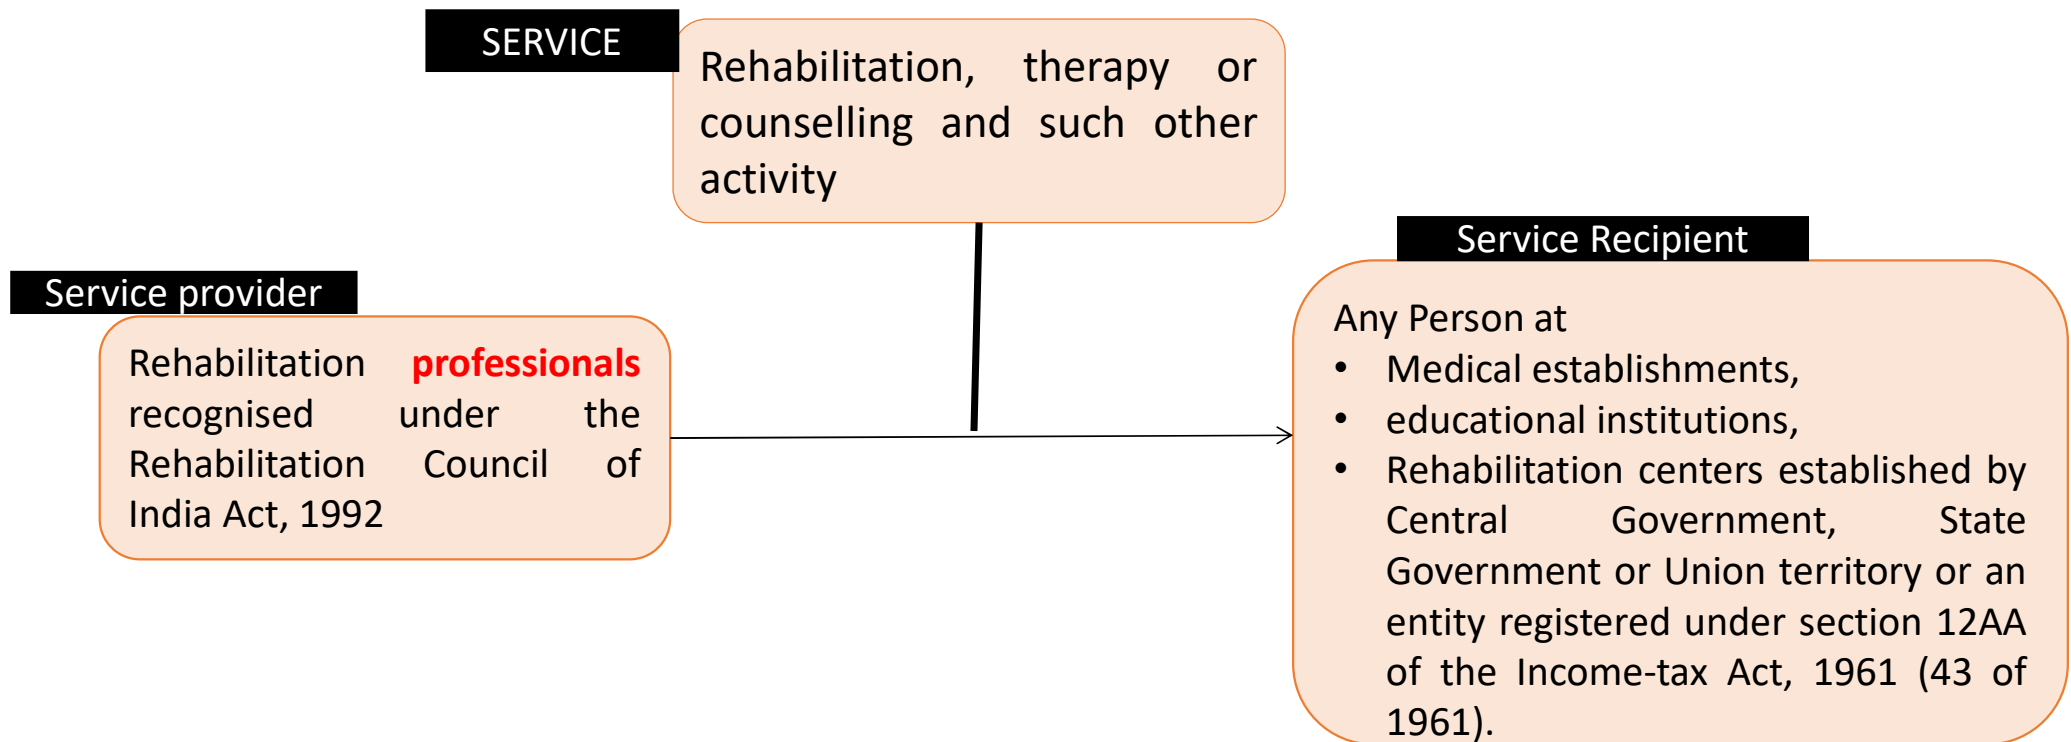 SERVICE
Rehabilitation, therapy or
counselling and such other
activity
Service provider
Rehabilitation professionals
recognised under the
Rehabilitation Council of
India Act, 1992
Service Recipient
Any Person at
• Medical establishments,
• educational institutions,
• Rehabilitation centers established by
Central Government, State
Government or Union territory or an
entity registered under section 12AA
of the Income-tax Act, 1961 (43 of
1961).